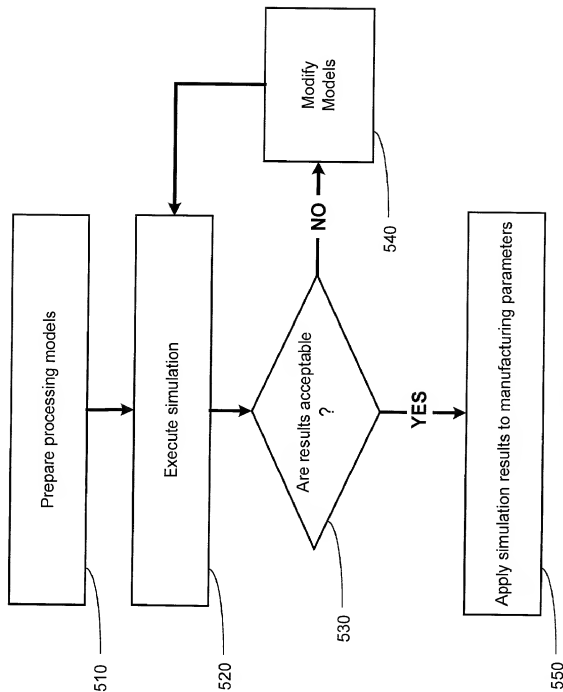 Prepare processing models
510
Execute simulation
520
Are results acceptable
?
530
NO
Modify
Models
540
YES
Apply simulation results to manufacturing parameters
550